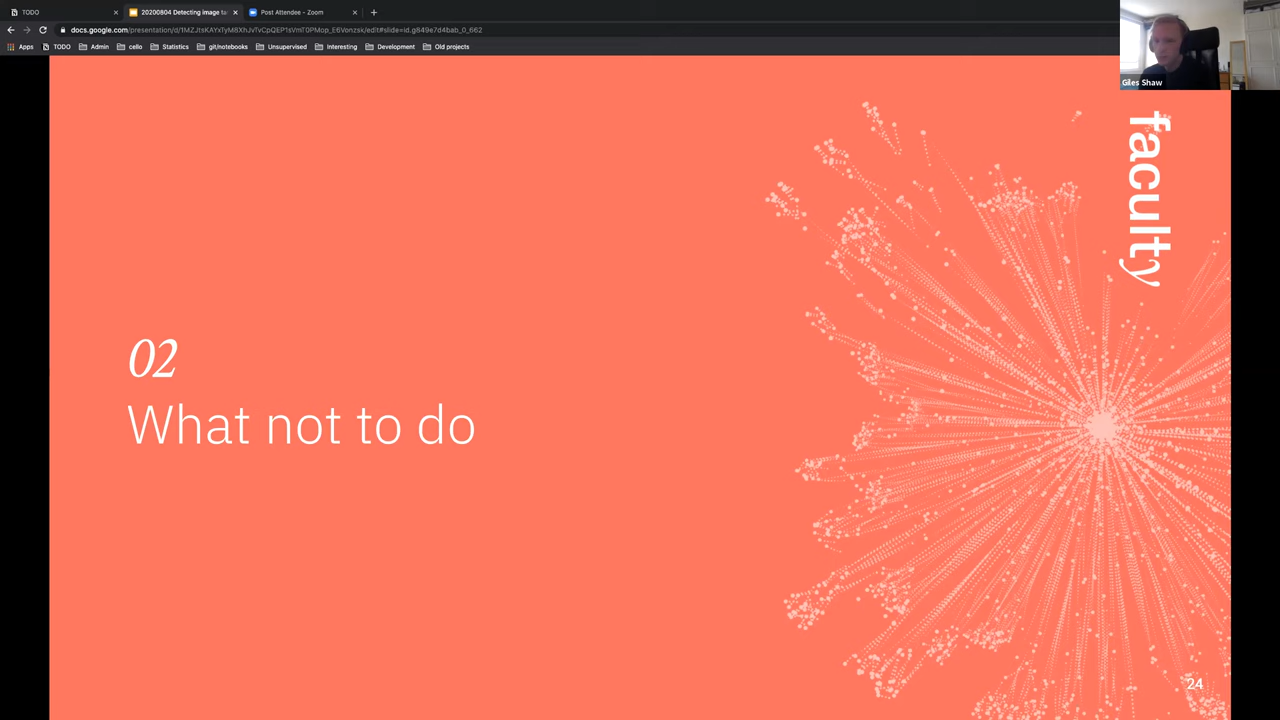 TODO
20200804 Detecting image ta
Post Attendee - Zoom
docs.google.com/presentation/d/1MZJtsKAYxTyM8XhJvTvCpQEP1sVmT0PMop_E6Vonzsk/edit#slide=id.g849e7d4bab_0_662
Apps TODO Admin cello Statistics git/notebooks Unsupervised Interesting Development Old projects
Giles Shaw
faculty
02
What not to do
24